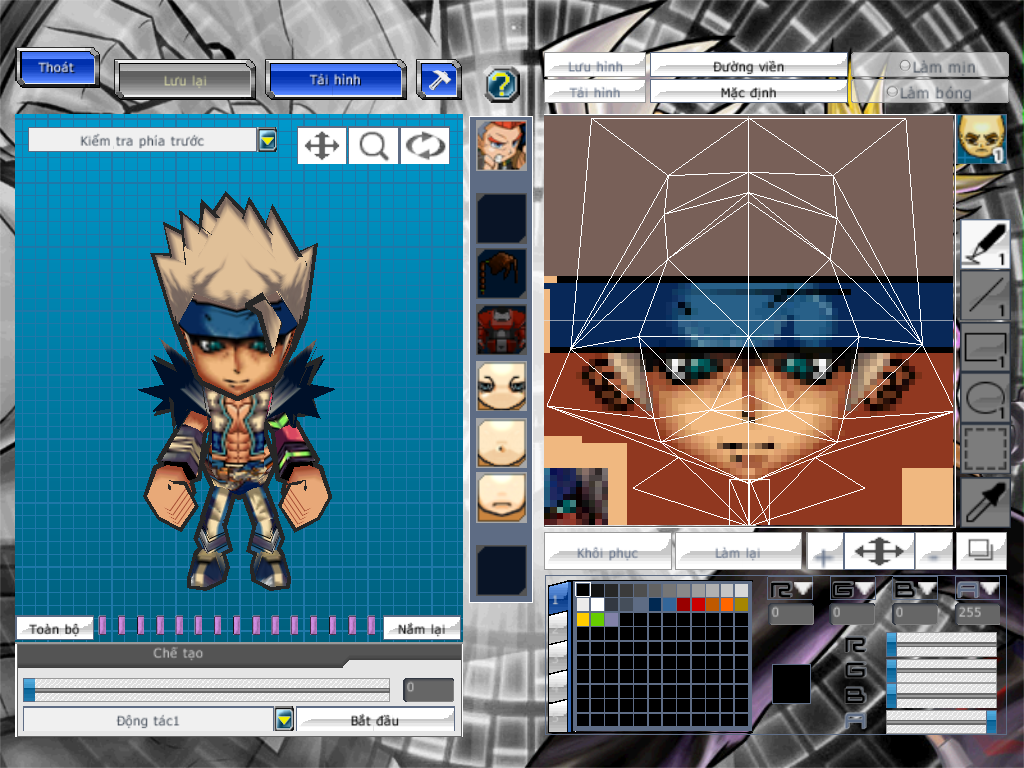 Thoát
Lưu lại
Tải hình
?
Lưu hình
Đường viền
Làm mịn
Tải hình
Mặc định
Làm bóng
Kiểm tra phía trước
1
1
1
1
1
Khôi phục
Làm lại
+
-
1
R
G
B
A
0
0
0
255
R
G
B
A
Toàn bộ
Nắm lại
Chế tạo
0
Động tác1
Bắt đầu